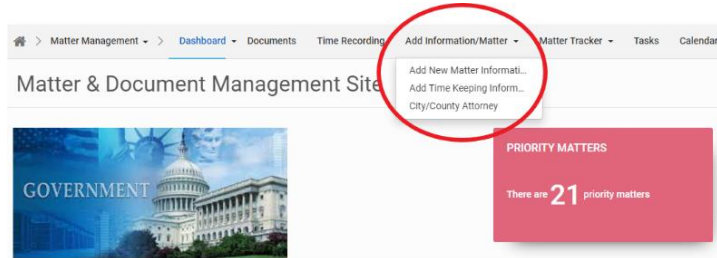 Matter Management > Dashboard Documents Time Recording Add Information/Matter Matter Tracker Tasks Calendar
Add New Matter Informati...
Add Time Keeping Inform...
City/County Attorney
Matter & Document Management Site
PRIORITY MATTERS
There are 21 priority matters
GOVERNMENT